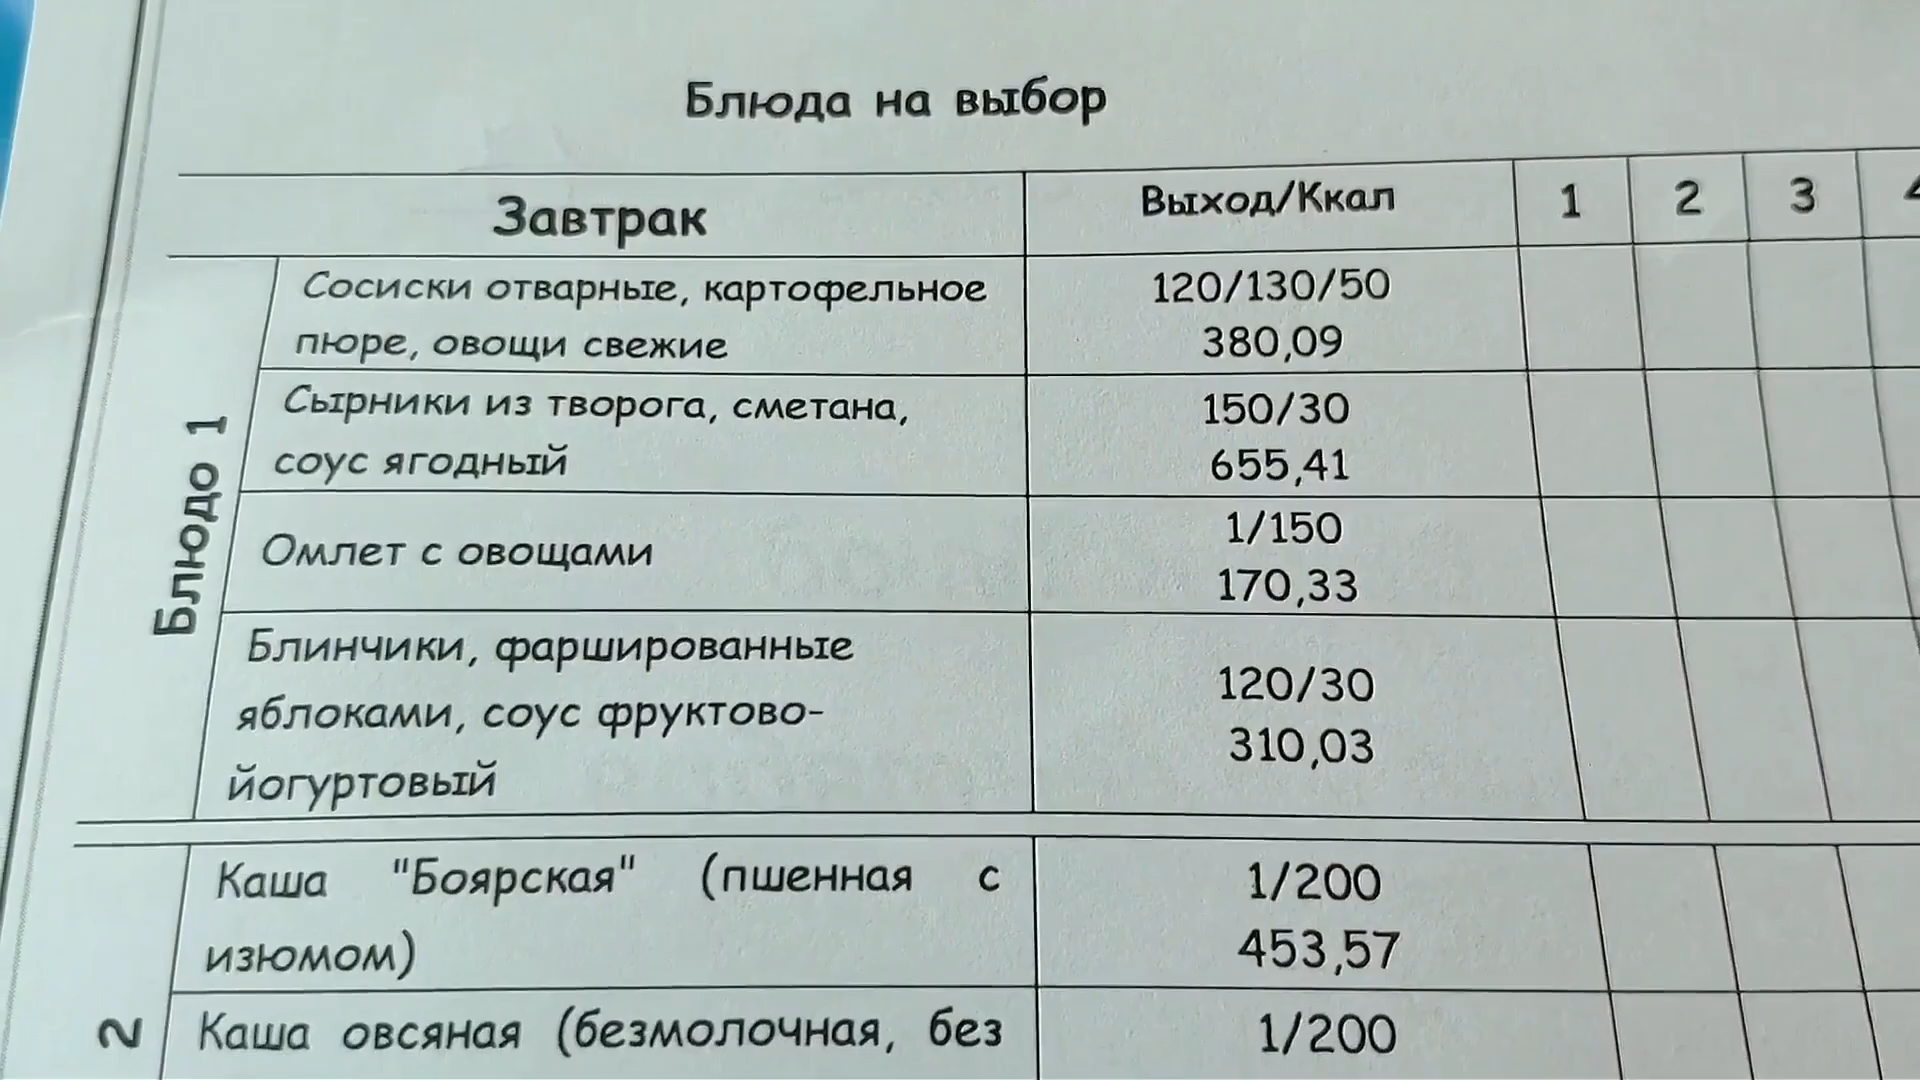 Блюда на выбор
Завтрак
Выход/Ккал
1
2
3
Блюдо 1
Сосиски отварные, картофельное
пюре, овощи свежие
120/130/50
380,09
Сырники из творога, сметана,
соус ягодный
150/30
655,41
Омлет с овощами
1/150
170,33
Блинчики, фаршированные
яблоками, соус фруктово-
йогуртовый
120/30
310,03
2
Каша "Боярская" (пшенная с
изюмом)
1/200
453,57
Каша овсяная (безмолочная, без
1/200